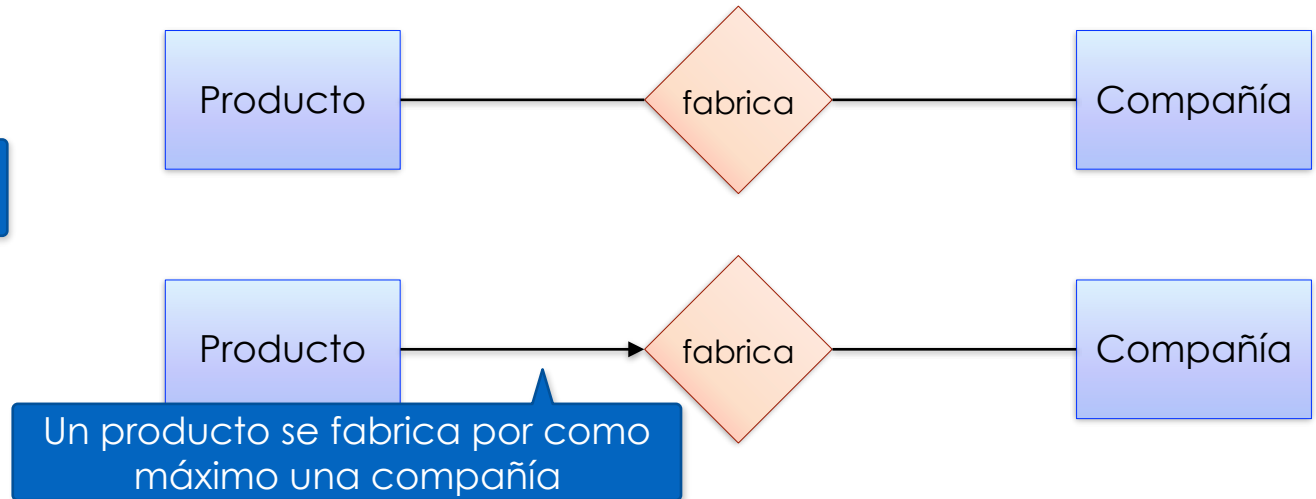 Producto
fabrica
Compañía
Producto
fabrica
Compañía
Un producto se fabrica por como
máximo una compañía